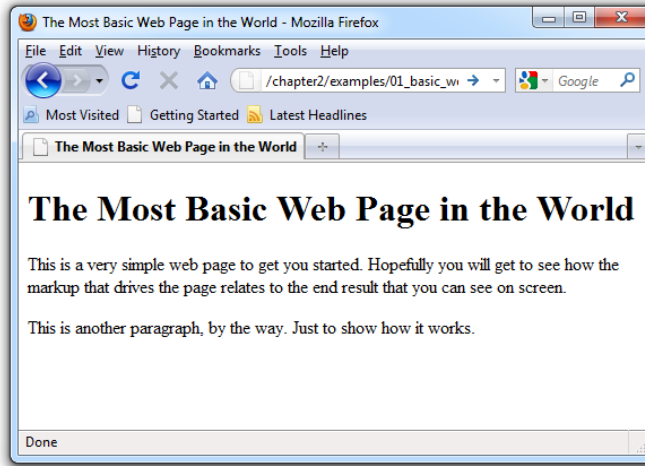 The Most Basic Web Page in the World - Mozilla Firefox
File Edit View History Bookmarks Tools Help
/chapter2/examples/01_basic_w Google
Most Visited Getting Started Latest Headlines
The Most Basic Web Page in the World
The Most Basic Web Page in the World
This is a very simple web page to get you started. Hopefully you will get to see how the
markup that drives the page relates to the end result that you can see on screen.
This is another paragraph, by the way. Just to show how it works.
Done